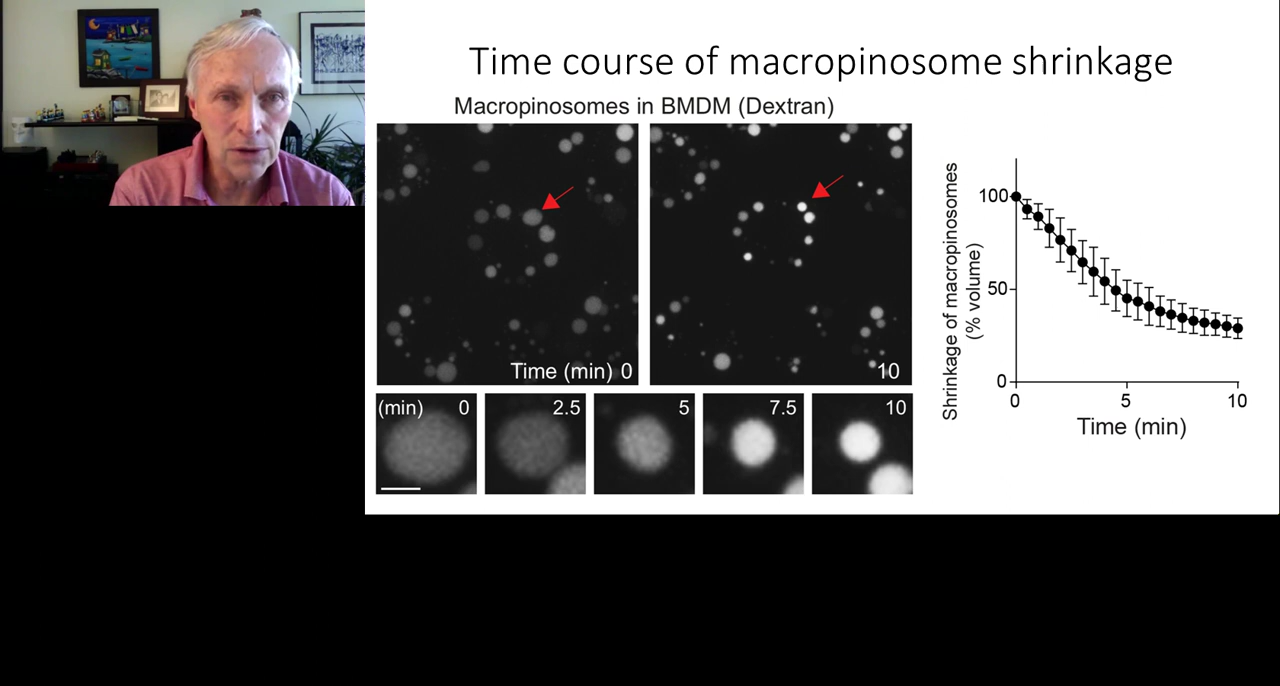 Time course of macropinosome shrinkage
Macropinosomes in BMDM (Dextran)
Time (min) 0
10
(min) 0
2.5
5
7.5
10
Shrinkage of macropinosomes
(% volume)
100
50
0
0
5
10
Time (min)